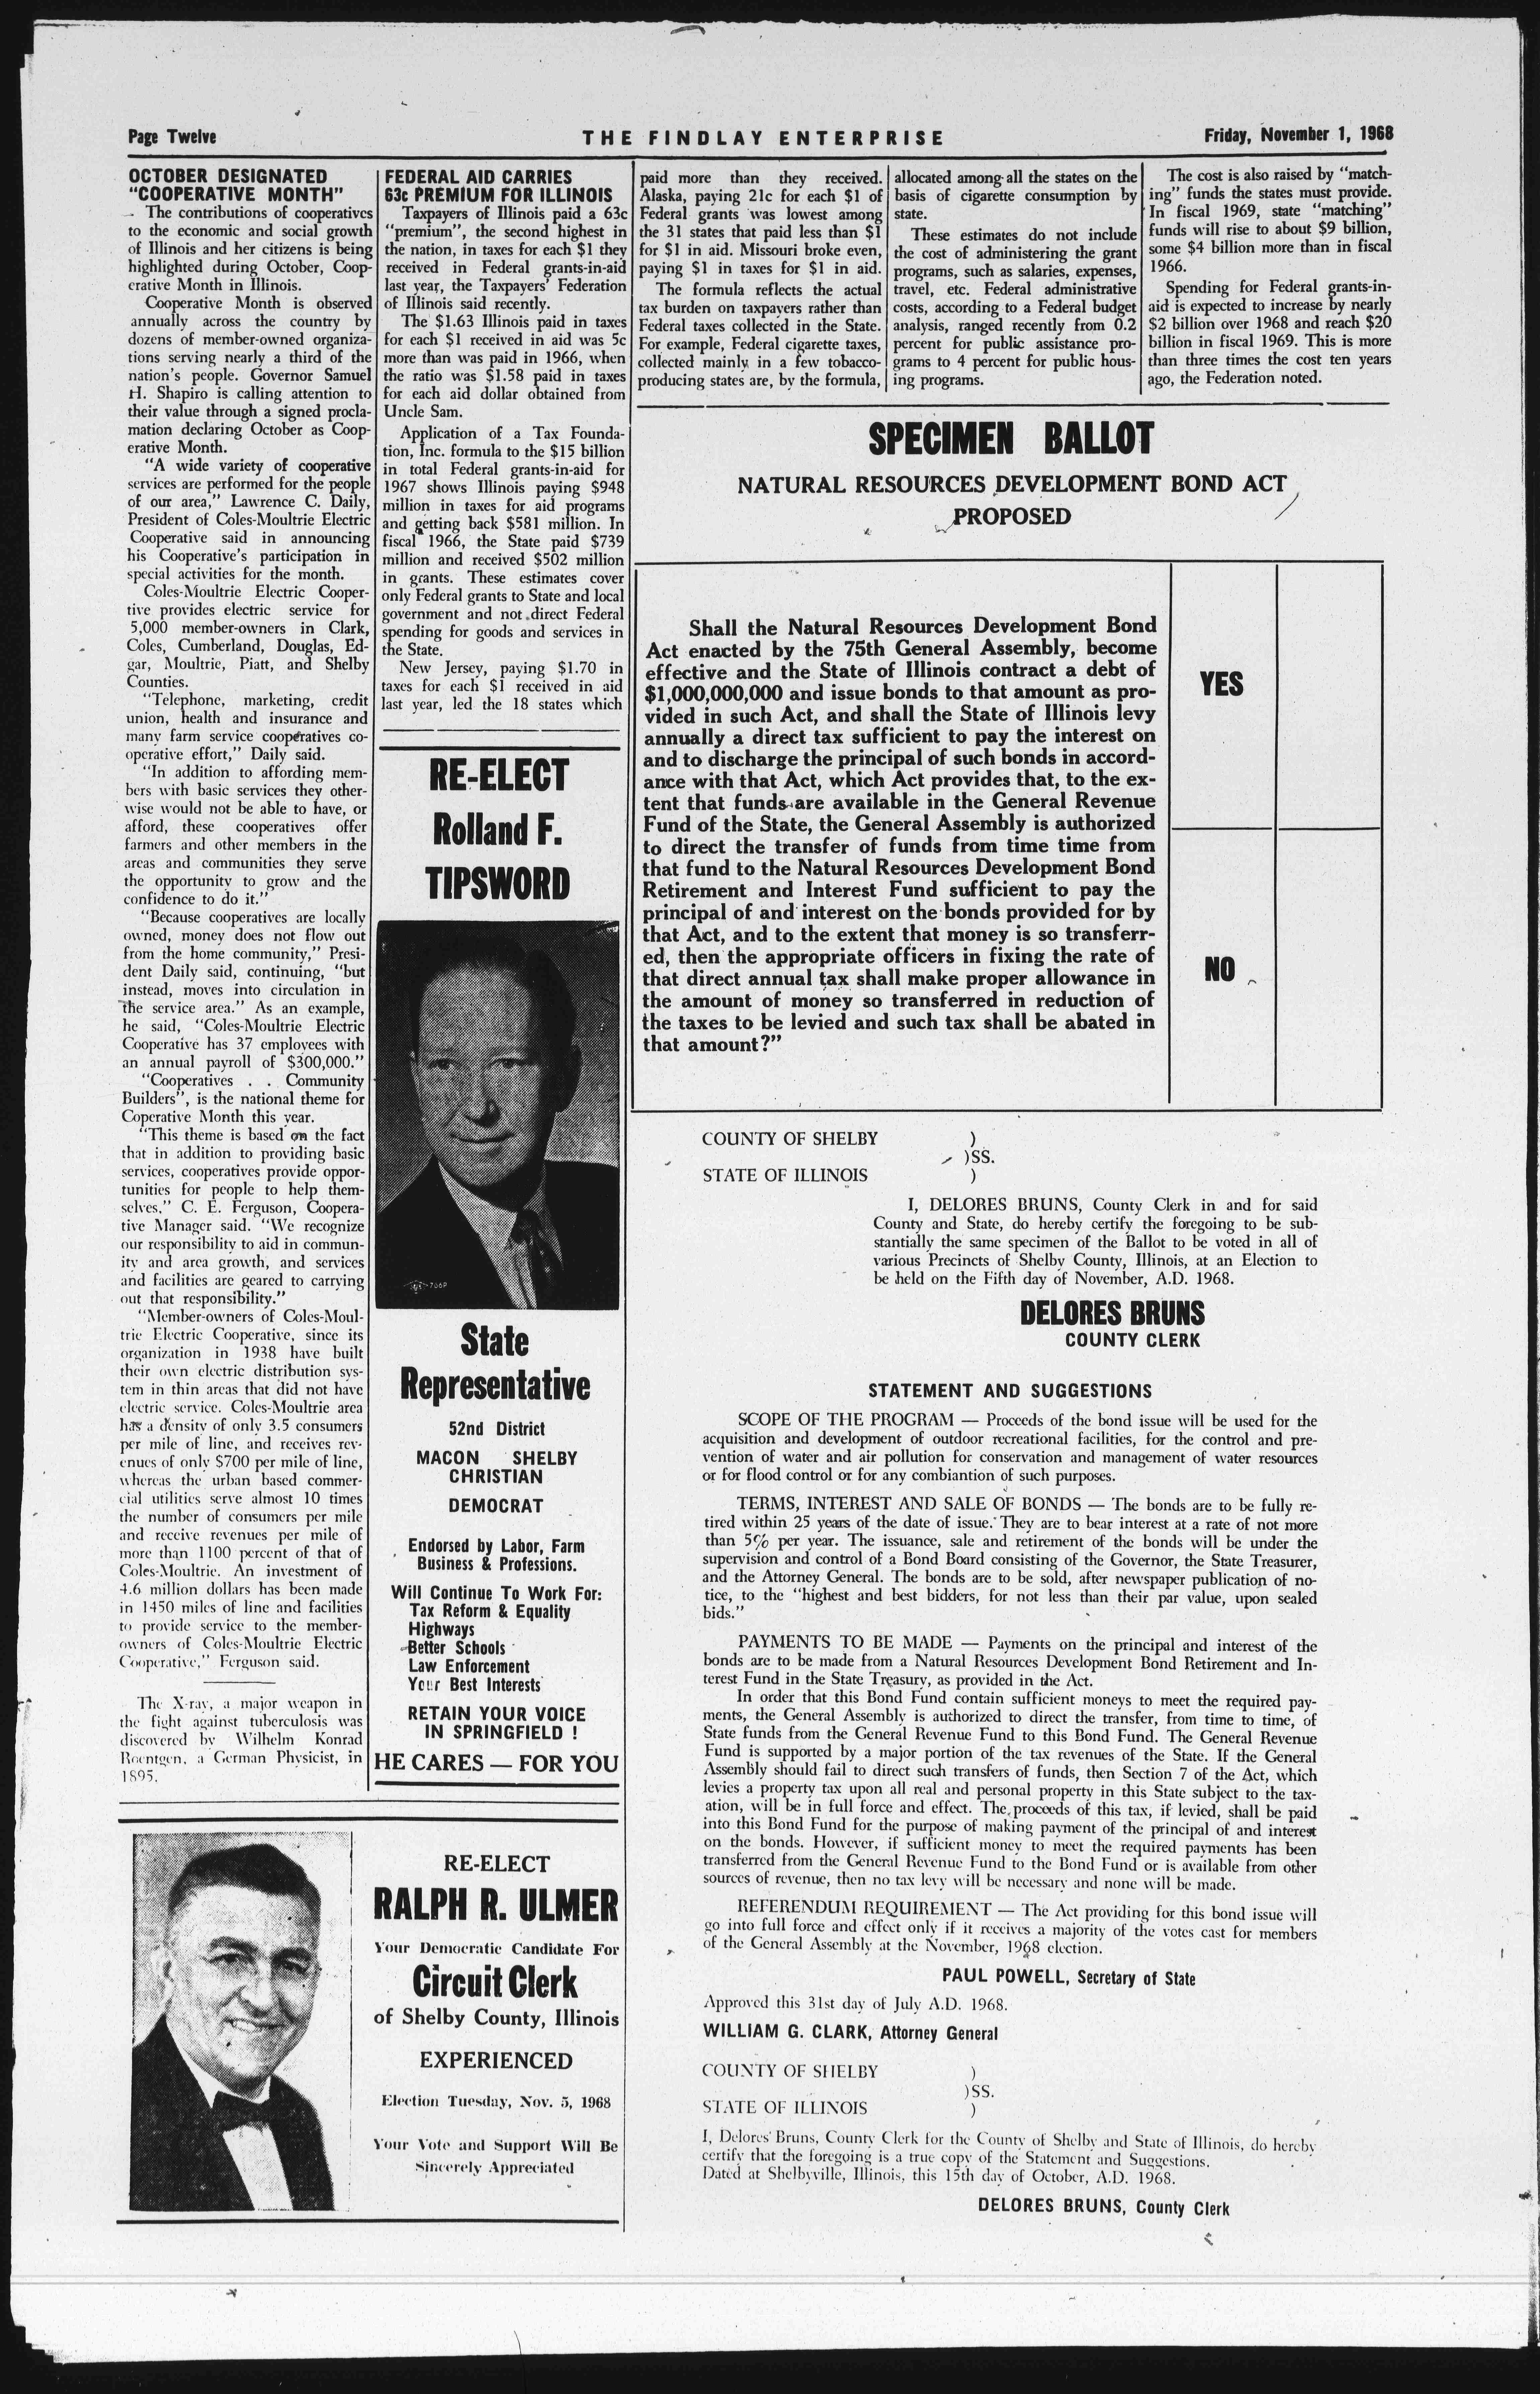 Page Twelve
THE FINDLAY ENTERPRISE
Friday, November 1, 1968
OCTOBER DESIGNATED
“COOPERATIVE MONTH”
The contributions of cooperatives
to the economic and social growth
of Illinois and her citizens is being
highlighted during October, Coop-
erative Month in Illinois.
Cooperative Month is observed
annually across the country by
dozens of member-owned organiza-
tions serving nearly a third of the
nation's people. Governor Samuel
H. Shapiro is calling attention to
their value through a signed procla-
mation declaring October as Coop-
erative Month.
“A wide variety of cooperative
services are performed for the people
of our area,” Lawrence C. Daily,
President of Coles-Moultrie Electric
Cooperative said in announcing
his Cooperative's participation in
special activities for the month.
Coles-Moultrie Electric Cooper-
tive provides electric service for
5,000 member-owners in Clark,
Coles, Cumberland, Douglas, Ed-
gar, Moultrie, Piatt, and Shelby
Counties.
“Telephone, marketing, credit
union, health and insurance and
many farm service cooperatives co-
operative effort,” Daily said.
“In addition to affording mem-
bers with basic services they other-
wise would not be able to have, or
afford, these cooperatives offer
farmers and other members in the
areas and communities they serve
the opportunity to grow and the
confidence to do it.”
“Because cooperatives are locally
owned, money does not flow out
from the home community,” Presi-
dent Daily said, continuing, “but
instead, moves into circulation in
the service area.” As an example,
he said, “Coles-Moultrie Electric
Cooperative has 37 employees with
an annual payroll of $300,000.”
“Cooperatives . . Community
Builders”, is the national theme for
Coperative Month this year.
“This theme is based on the fact
that in addition to providing basic
services, cooperatives provide oppor-
tunities for people to help them-
selves,” C. E. Ferguson, Coopera-
tive Manager said. “We recognize
our responsibility to aid in commun-
ity and area growth, and services
and facilities are geared to carrying
out that responsibility.”
“Member-owners of Coles-Moul-
trie Electric Cooperative, since its
organization in 1938 have built
their own electric distribution sys-
tem in thin areas that did not have
electric service. Coles-Moultrie area
has a density of only 3.5 consumers
per mile of line, and receives rev-
enues of only $700 per mile of line,
whereas the urban based commer-
cial utilities serve almost 10 times
the number of consumers per mile
and receive revenues per mile of
more than 1100 percent of that of
Coles-Moultrie. An investment of
4.6 million dollars has been made
in 1450 miles of line and facilities
to provide service to the member-
owners of Coles-Moultrie Electric
Cooperative,” Ferguson said.
The X-ray, a major weapon in
the fight against tuberculosis was
discovered by Wilhelm Konrad
Roentgen, a German Physicist, in
1895.
FEDERAL AID CARRIES
63c PREMIUM FOR ILLINOIS
Taxpayers of Illinois paid a 63c
“premium”, the second highest in
the nation, in taxes for each $1 they
received in Federal grants-in-aid
last year, the Taxpayers' Federation
of Illinois said recently.
The $1.63 Illinois paid in taxes
for each $1 received in aid was 5c
more than was paid in 1966, when
the ratio was $1.58 paid in taxes
for each aid dollar obtained from
Uncle Sam.
Application of a Tax Founda-
tion, Inc. formula to the $15 billion
in total Federal grants-in-aid for
1967 shows Illinois paying $948
million in taxes for aid programs
and getting back $581 million. In
fiscal 1966, the State paid $739
million and received $502 million
in grants. These estimates cover
only Federal grants to State and local
government and not direct Federal
spending for goods and services in
the State.
New Jersey, paying $1.70 in
taxes for each $1 received in aid
last year, led the 18 states which
paid more than they received.
Alaska, paying 21c for each $1 of
Federal grants was lowest among
the 31 states that paid less than $1
for $1 in aid. Missouri broke even,
paying $1 in taxes for $1 in aid.
The formula reflects the actual
tax burden on taxpayers rather than
Federal taxes collected in the State.
For example, Federal cigarette taxes,
collected mainly in a few tobacco-
producing states are, by the formula,
allocated among all the states on the
basis of cigarette consumption by
state.
These estimates do not include
the cost of administering the grant
programs, such as salaries, expenses,
travel, etc. Federal administrative
costs, according to a Federal budget
analysis, ranged recently from 0.2
percent for public assistance pro-
grams to 4 percent for public hous-
ing programs.
The cost is also raised by “match-
ing” funds the states must provide.
In fiscal 1969, state “matching”
funds will rise to about $9 billion,
some $4 billion more than in fiscal
1966.
Spending for Federal grants-in-
aid is expected to increase by nearly
$2 billion over 1968 and reach $20
billion in fiscal 1969. This is more
than three times the cost ten years
ago, the Federation noted.
RE-ELECT
Rolland F.
TIPSWORD
State
Representative
52nd District
MACON SHELBY
CHRISTIAN
DEMOCRAT
Endorsed by Labor, Farm
Business & Professions.
Will Continue To Work For:
Tax Reform & Equality
Highways
Better Schools
Law Enforcement
Your Best Interests
RETAIN YOUR VOICE
IN SPRINGFIELD !
HE CARES — FOR YOU
RE-ELECT
RALPH R. ULMER
Your Democratic Candidate For
Circuit Clerk
of Shelby County, Illinois
EXPERIENCED
Election Tuesday, Nov. 5, 1968
Your Vote and Support Will Be
Sincerely Appreciated
SPECIMEN BALLOT
NATURAL RESOURCES DEVELOPMENT BOND ACT
PROPOSED
Shall the Natural Resources Development Bond
Act enacted by the 75th General Assembly, become
effective and the State of Illinois contract a debt of
$1,000,000,000 and issue bonds to that amount as pro-
vided in such Act, and shall the State of Illinois levy
annually a direct tax sufficient to pay the interest on
and to discharge the principal of such bonds in accord-
ance with that Act, which Act provides that, to the ex-
tent that funds are available in the General Revenue
Fund of the State, the General Assembly is authorized
to direct the transfer of funds from time time from
that fund to the Natural Resources Development Bond
Retirement and Interest Fund sufficient to pay the
principal of and interest on the bonds provided for by
that Act, and to the extent that money is so transferr-
ed, then the appropriate officers in fixing the rate of
that direct annual tax shall make proper allowance in
the amount of money so transferred in reduction of
the taxes to be levied and such tax shall be abated in
that amount?”
YES
NO
COUNTY OF SHELBY )
)SS.
STATE OF ILLINOIS )
I, DELORES BRUNS, County Clerk in and for said
County and State, do hereby certify the foregoing to be sub-
stantially the same specimen of the Ballot to be voted in all of
various Precincts of Shelby County, Illinois, at an Election to
be held on the Fifth day of November, A.D. 1968.
DELORES BRUNS
COUNTY CLERK
STATEMENT AND SUGGESTIONS
SCOPE OF THE PROGRAM — Proceeds of the bond issue will be used for the
acquisition and development of outdoor recreational facilities, for the control and pre-
vention of water and air pollution for conservation and management of water resources
or for flood control or for any combiantion of such purposes.
TERMS, INTEREST AND SALE OF BONDS — The bonds are to be fully re-
tired within 25 years of the date of issue. They are to bear interest at a rate of not more
than 5% per year. The issuance, sale and retirement of the bonds will be under the
supervision and control of a Bond Board consisting of the Governor, the State Treasurer,
and the Attorney General. The bonds are to be sold, after newspaper publication of no-
tice, to the “highest and best bidders, for not less than their par value, upon sealed
bids.”
PAYMENTS TO BE MADE — Payments on the principal and interest of the
bonds are to be made from a Natural Resources Development Bond Retirement and In-
terest Fund in the State Treasury, as provided in the Act.
In order that this Bond Fund contain sufficient moneys to meet the required pay-
ments, the General Assembly is authorized to direct the transfer, from time to time, of
State funds from the General Revenue Fund to this Bond Fund. The General Revenue
Fund is supported by a major portion of the tax revenues of the State. If the General
Assembly should fail to direct such transfers of funds, then Section 7 of the Act, which
levies a property tax upon all real and personal property in this State subject to the tax-
ation, will be in full force and effect. The proceeds of this tax, if levied, shall be paid
into this Bond Fund for the purpose of making payment of the principal of and interest
on the bonds. However, if sufficient money to meet the required payments has been
transferred from the General Revenue Fund to the Bond Fund or is available from other
sources of revenue, then no tax levy will be necessary and none will be made.
REFERENDUM REQUIREMENT — The Act providing for this bond issue will
go into full force and effect only if it receives a majority of the votes cast for members
of the General Assembly at the November, 1968 election.
PAUL POWELL, Secretary of State
Approved this 31st day of July A.D. 1968.
WILLIAM G. CLARK, Attorney General
COUNTY OF SHELBY )
)SS.
STATE OF ILLINOIS )
I, Delores Bruns, County Clerk for the County of Shelby and State of Illinois, do hereby
certify that the foregoing is a true copy of the Statement and Suggestions.
Dated at Shelbyville, Illinois, this 15th day of October, A.D. 1968.
DELORES BRUNS, County Clerk